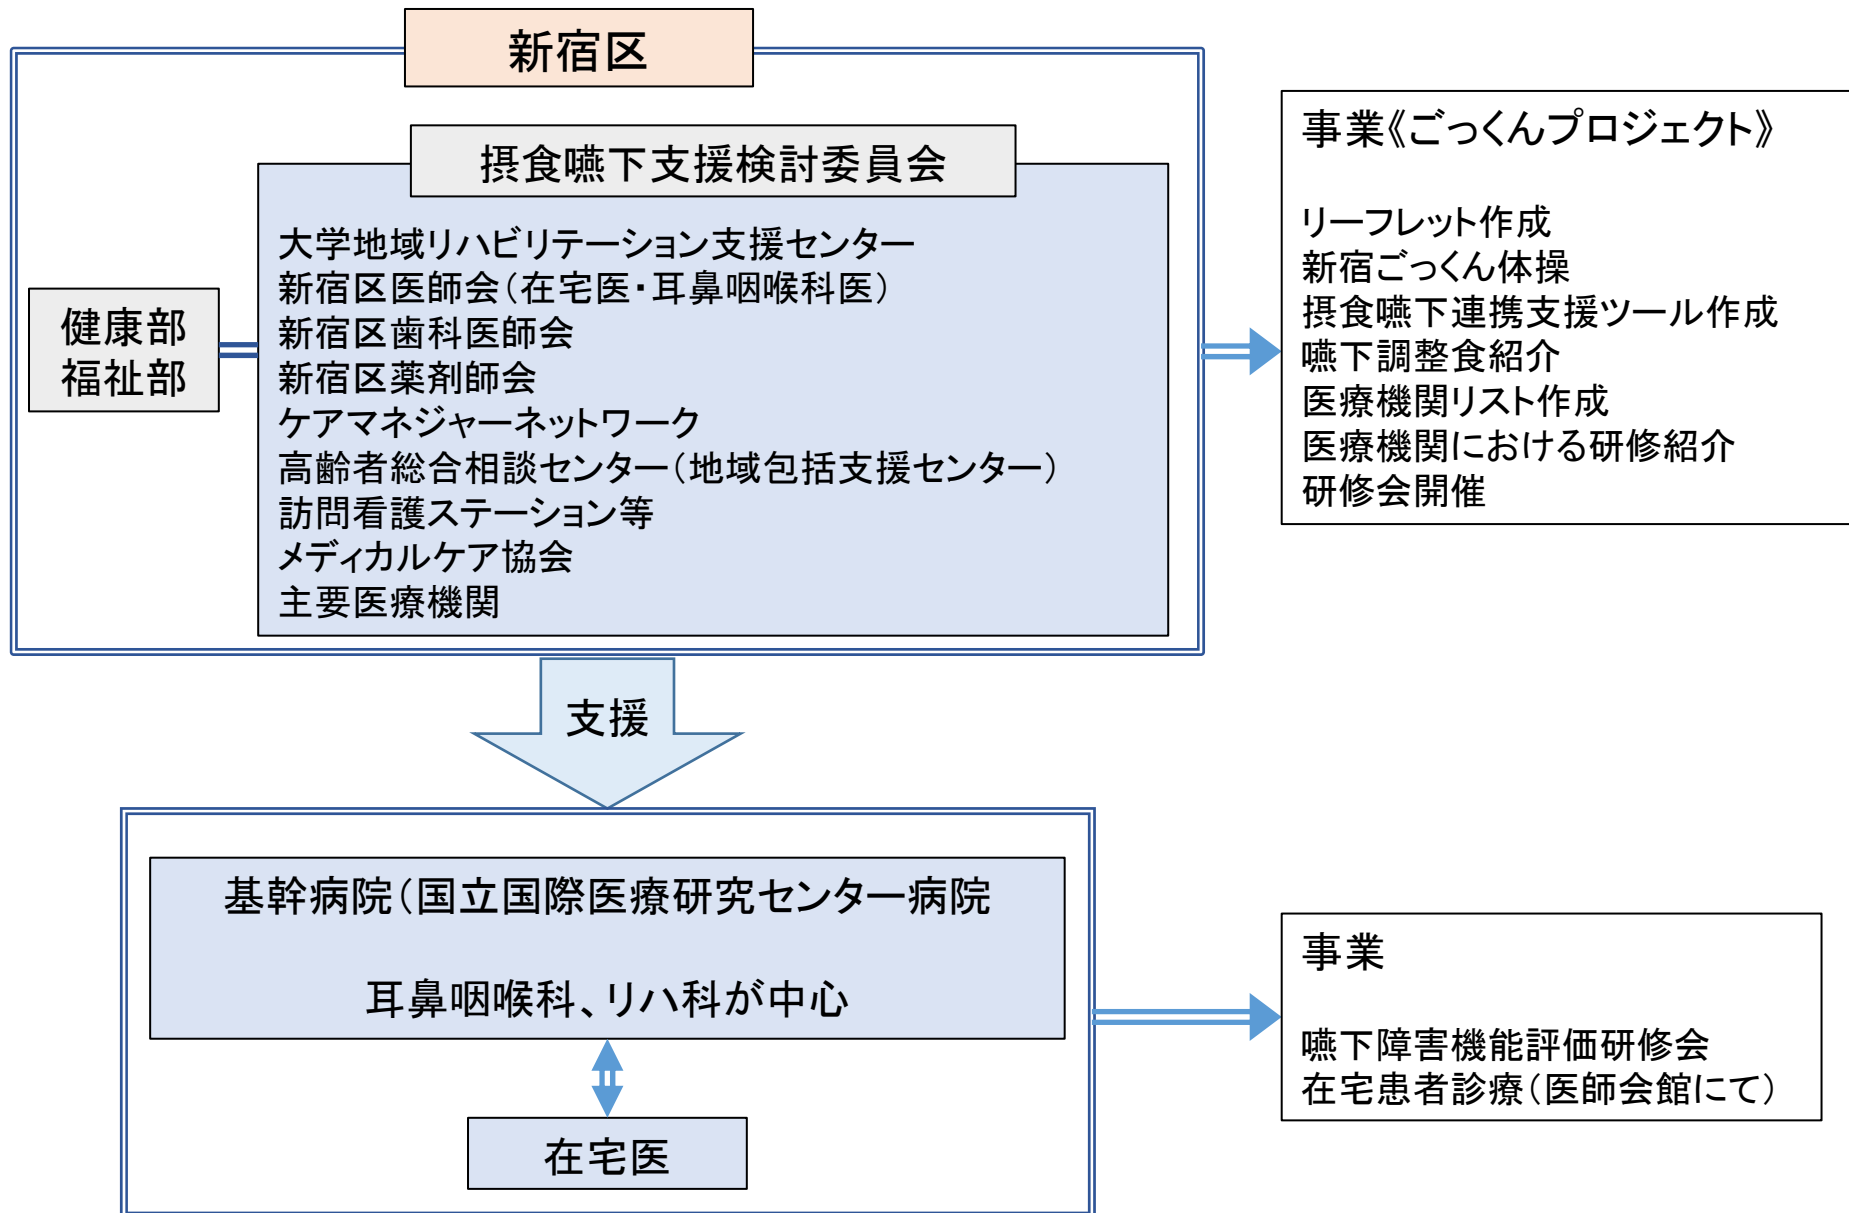 新宿区
摂食嚥下支援検討委員会
大学地域リハビリテーション支援センター
新宿区医師会（在宅医・耳鼻咽喉科医）
新宿区歯科医師会
新宿区薬剤師会
ケアマネジャーネットワーク
高齢者総合相談センター（地域包括支援センター）
訪問看護ステーション等
メディカルケア協会
主要医療機関
健康部
福祉部
事業《ごっくんプロジェクト》
リーフレット作成
新宿ごっくん体操
摂食嚥下連携支援ツール作成
嚥下調整食紹介
医療機関リスト作成
医療機関における研修紹介
研修会開催
支援
基幹病院（国立国際医療研究センター病院
耳鼻咽喉科、リハ科が中心
在宅医
事業
嚥下障害機能評価研修会
在宅患者診療（医師会館にて）